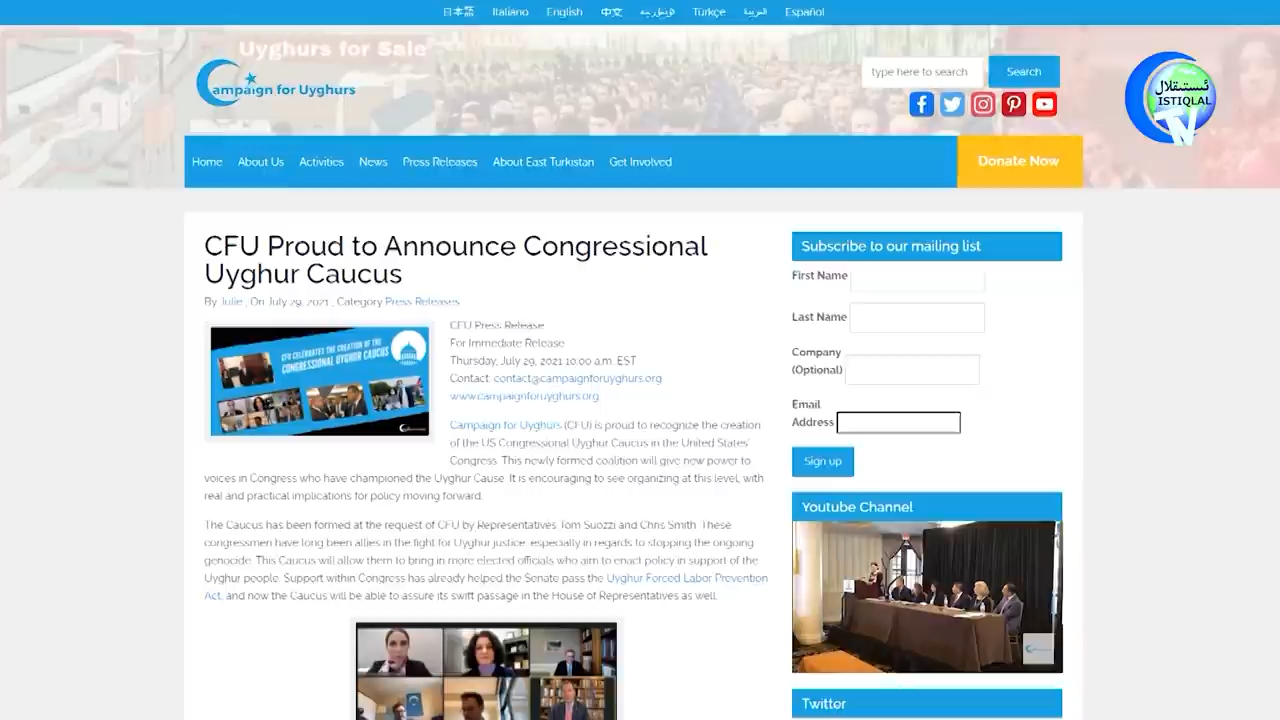 日本語 Italiano English 中文 ئۇيغۇرچە Türkçe العربية Español
Uyghurs for Sale
Campaign for Uyghurs
type here to search Search
ئىستىقلال
ISTIQLAL
TV
Home About Us Activities News Press Releases About East Turkistan Get Involved Donate Now
CFU Proud to Announce Congressional
Uyghur Caucus
By Julie , On July 29, 2021 , Category Press Releases
CFU CELEBRATES THE CREATION OF THE
CONGRESSIONAL UYGHUR CAUCUS
CFU Press Release
For Immediate Release
Thursday, July 29, 2021 10:00 a.m. EST
Contact: contact@campaignforuyghurs.org
www.campaignforuyghurs.org
Campaign for Uyghurs (CFU) is proud to recognize the creation
of the US Congressional Uyghur Caucus in the United States'
Congress. This newly formed coalition will give new power to
voices in Congress who have championed the Uyghur Cause. It is encouraging to see organizing at this level, with
real and practical implications for policy moving forward.
The Caucus has been formed at the request of CFU by Representatives Tom Suozzi and Chris Smith. These
congressmen have long been allies in the fight for Uyghur justice, especially in regards to stopping the ongoing
genocide. This Caucus will allow them to bring in more elected officials who aim to enact policy in support of the
Uyghur people. Support within Congress has already helped the Senate pass the Uyghur Forced Labor Prevention
Act, and now the Caucus will be able to assure its swift passage in the House of Representatives as well.
Subscribe to our mailing list
First Name
Last Name
Company
(Optional)
Email
Address
Sign up
Youtube Channel
Twitter